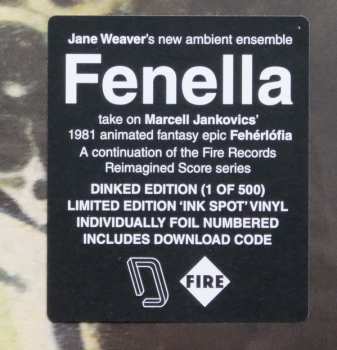 Jane Weaver's new ambient ensemble
Fenella
take on Marcell Jankovics'
1981 animated fantasy epic Fehérlófia
A continuation of the Fire Records
Reimagined Score series
DINKED EDITION (1 OF 500)
LIMITED EDITION 'INK SPOT' VINYL
INDIVIDUALLY FOIL NUMBERED
INCLUDES DOWNLOAD CODE
FIRE